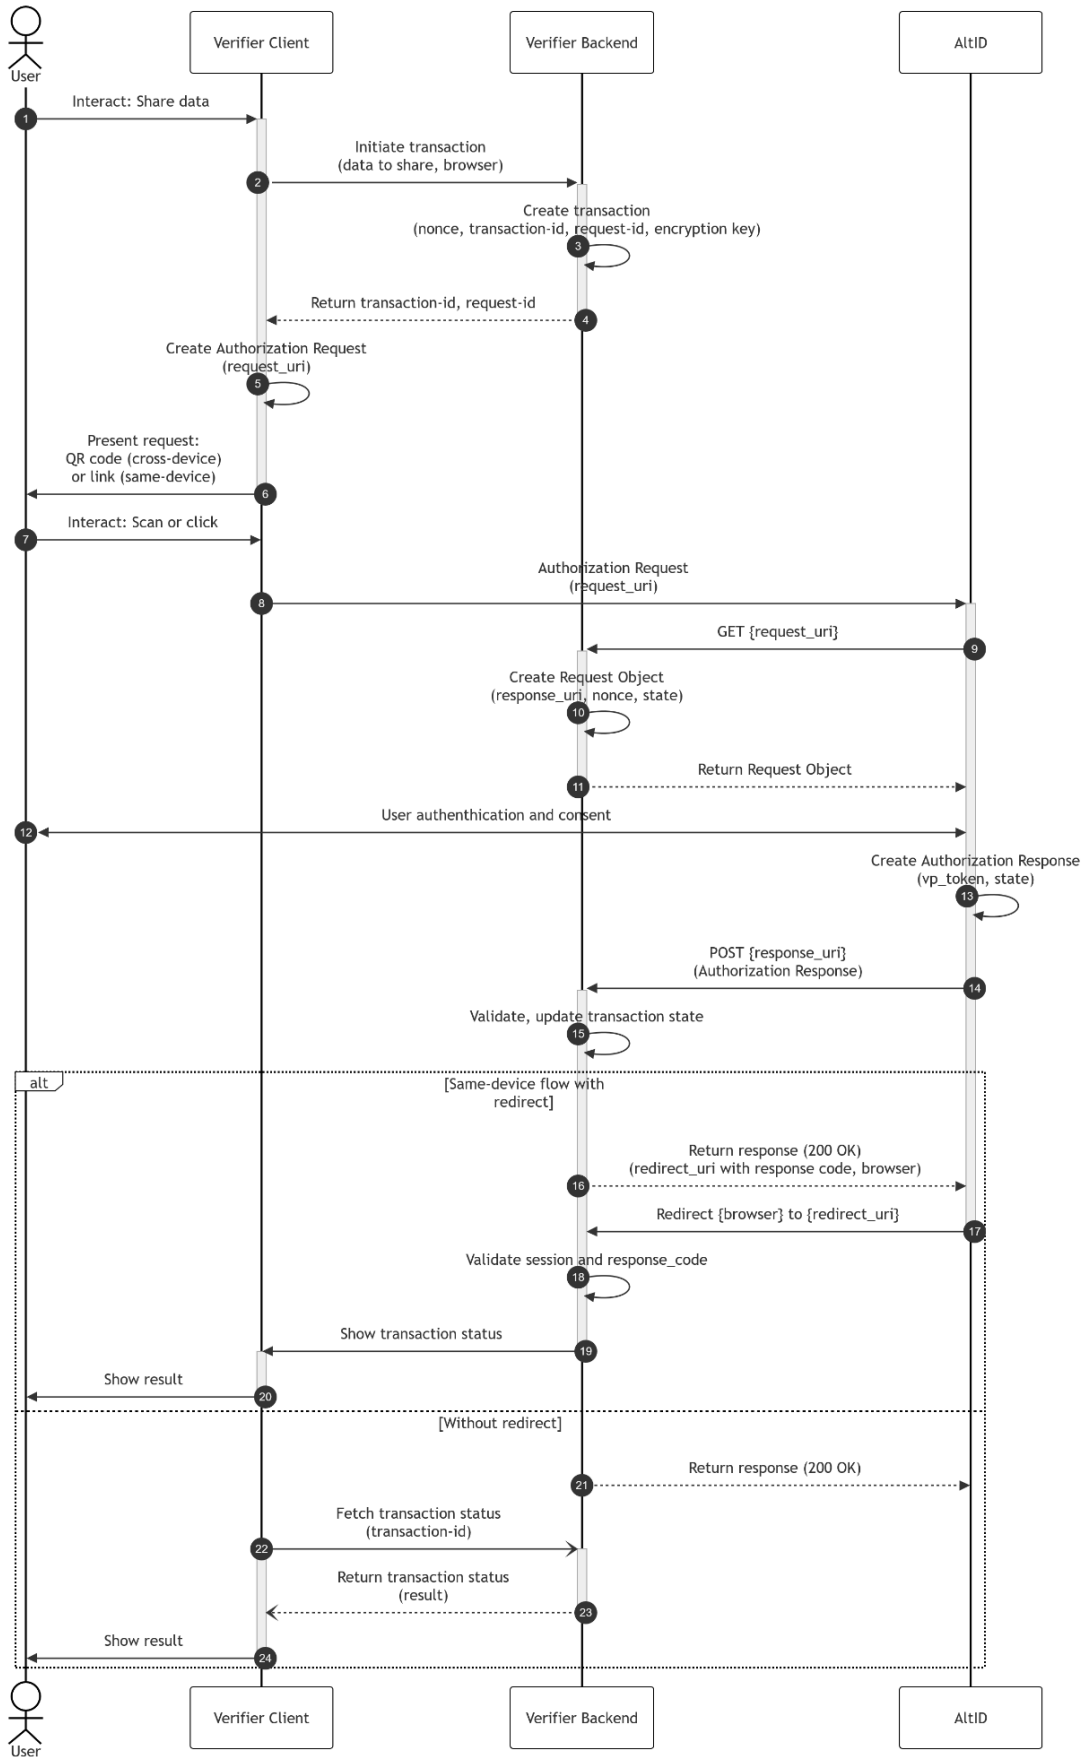 User
Verifier Client
Verifier Backend
AltID
1
Interact: Share data
2
Initiate transaction
(data to share, browser)
Create transaction
(nonce, transaction-id, request-id, encryption key)
3
Return transaction-id, request-id
4
Create Authorization Request
(request_uri)
5
Present request:
QR code (cross-device)
or link (same-device)
6
Interact: Scan or click
7
Authorization Request
(request_uri)
8
GET {request_uri}
9
Create Request Object
(response_uri, nonce, state)
10
Return Request Object
11
User authenthication and consent
12
Create Authorization Response
(vp_token, state)
13
POST {response_uri}
(Authorization Response)
14
Validate, update transaction state
15
alt
[Same-device flow with
redirect]
Return response (200 OK)
(redirect_uri with response code, browser)
16
Redirect {browser} to {redirect_uri}
17
Validate session and response_code
18
Show transaction status
19
Show result
20
[Without redirect]
Return response (200 OK)
21
Fetch transaction status
(transaction-id)
22
Return transaction status
(result)
23
Show result
24
User
Verifier Client
Verifier Backend
AltID